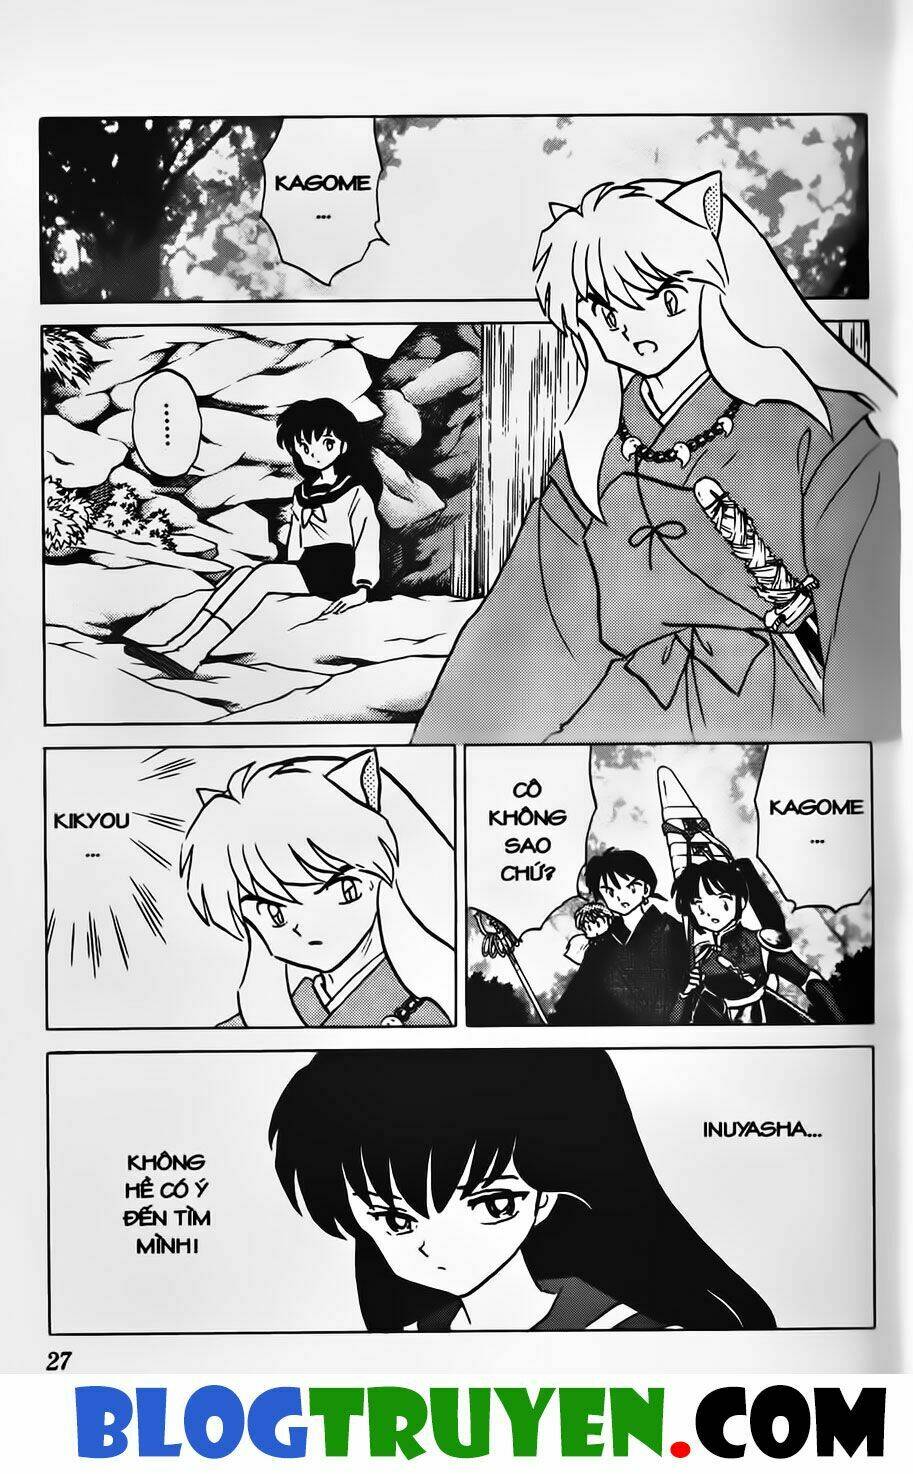 KAGOME
...
......
KAGOME
...
CÔ
KHÔNG
SAO
CHỨ?
KIKYOU
...
INUYASHA...
KHÔNG
HỀ CÓ Ý
ĐẾN TÌM
MÌNH!
27
BLOGTRUYEN.COM